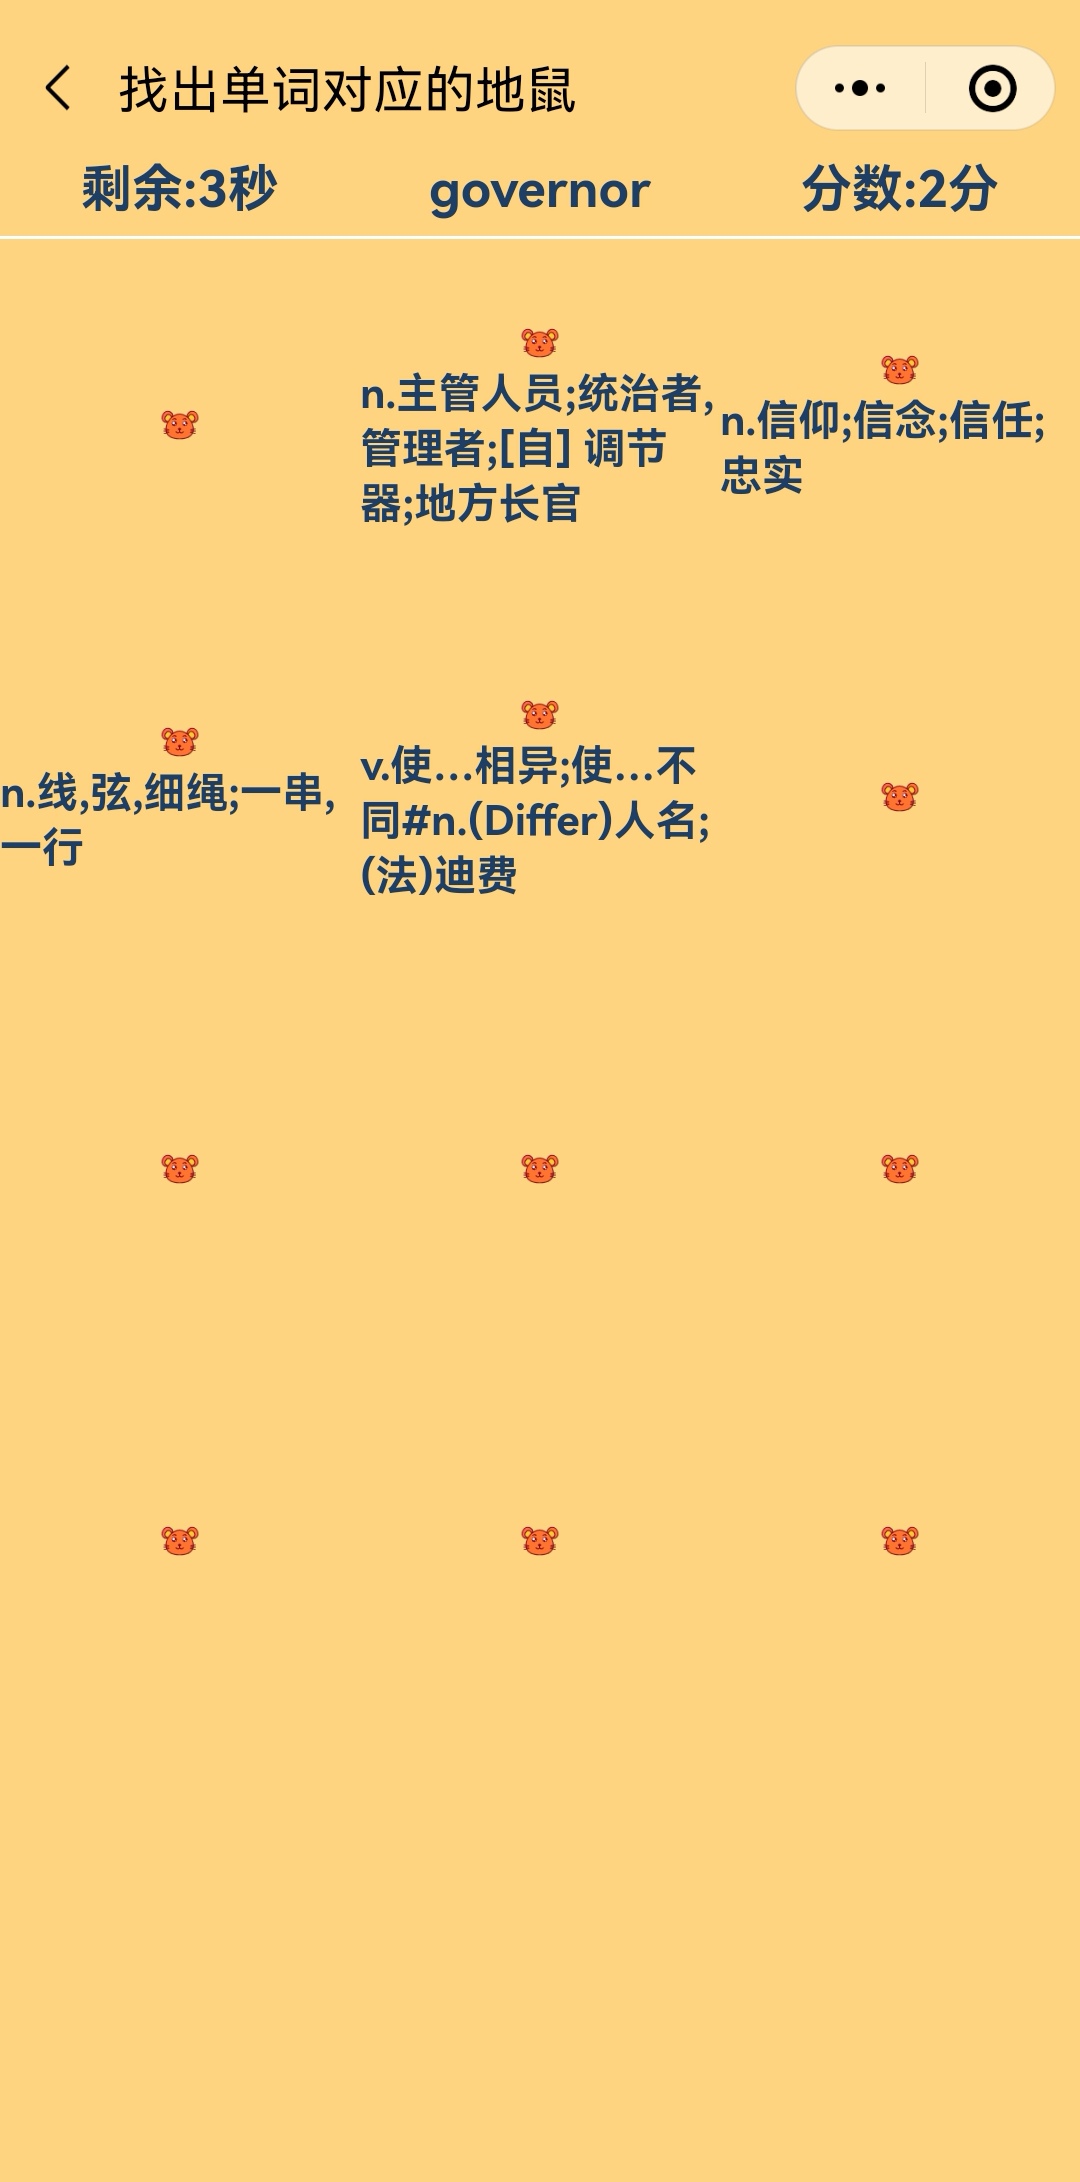 找出单词对应的地鼠
剩余:3秒
governor
分数:2分
n.主管人员;统治者,
管理者;[自] 调节
器;地方长官
n.信仰;信念;信任;
忠实
n.线,弦,细绳;一串,
一行
v.使…相异;使…不
同#n.(Differ)人名;
(法)迪费